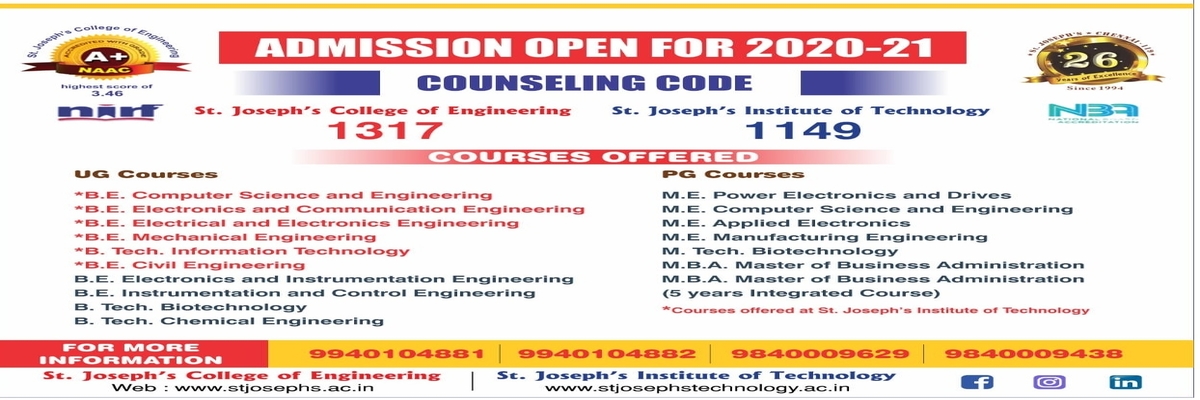 St. Joseph's College of Engineering
ACCREDITED WITH GRADE
A+
NAAC
highest score of
3.46
nirf
ADMISSION OPEN FOR 2020-21
COUNSELING CODE
St. Joseph's College of Engineering
1317
St. Joseph's Institute of Technology
1149
St. JOSEPH'S • CHENNAI-119
26
Years of Excellence
Since 1994
NBA
NATIONAL BOARD
ACCREDITATION
COURSES OFFERED
UG Courses
*B.E. Computer Science and Engineering
*B.E. Electronics and Communication Engineering
*B.E. Electrical and Electronics Engineering
*B.E. Mechanical Engineering
*B. Tech. Information Technology
*B.E. Civil Engineering
B.E. Electronics and Instrumentation Engineering
B.E. Instrumentation and Control Engineering
B. Tech. Biotechnology
B. Tech. Chemical Engineering
PG Courses
M.E. Power Electronics and Drives
M.E. Computer Science and Engineering
M.E. Applied Electronics
M.E. Manufacturing Engineering
M. Tech. Biotechnology
M.B.A. Master of Business Administration
M.B.A. Master of Business Administration
(5 years Integrated Course)
*Courses offered at St. Joseph's Institute of Technology
FOR MORE
INFORMATION
9940104881 | 9940104882 | 9840009629 | 9840009438
St. Joseph's College of Engineering
Web : www.stjosephs.ac.in
St. Joseph's Institute of Technology
www.stjosephstechnology.ac.in